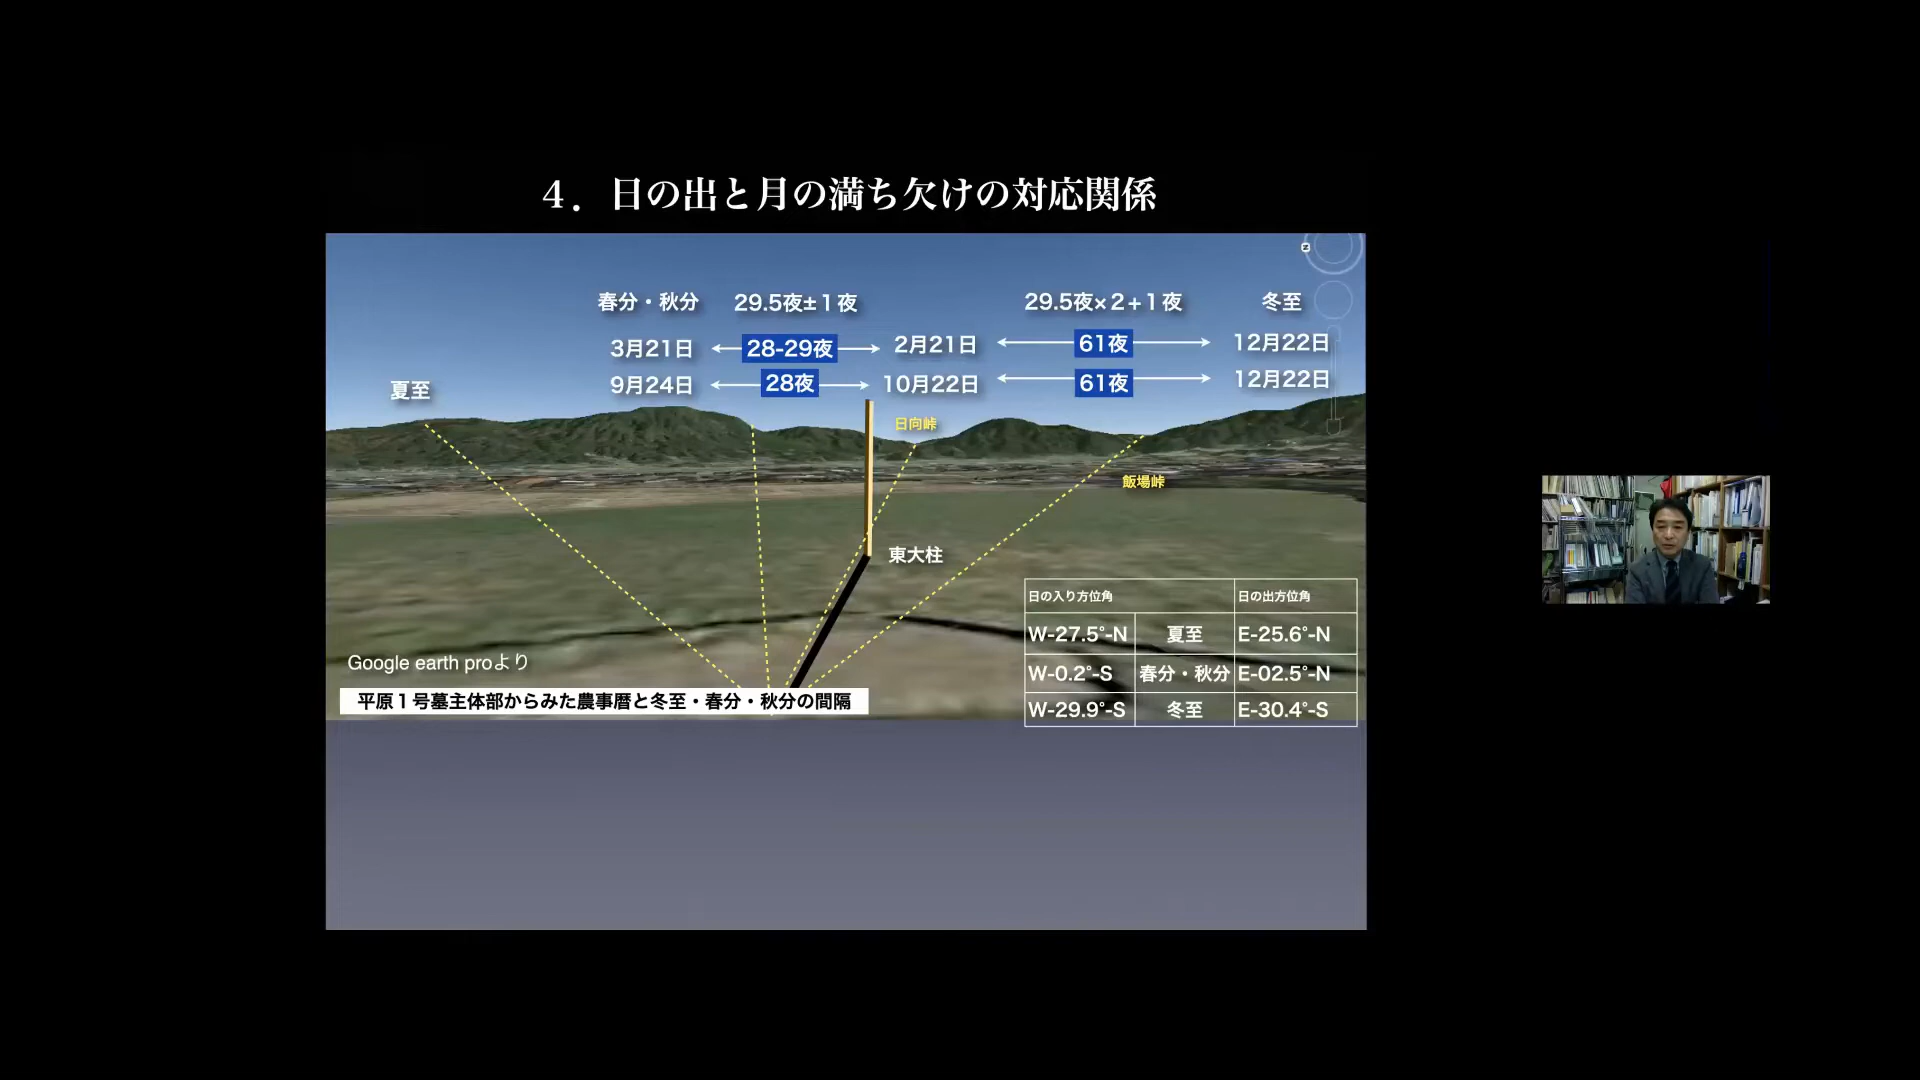 ４．日の出と月の満ち欠けの対応関係
春分・秋分 29.5夜±１夜 29.5夜×２+１夜 冬至
3月21日 28-29夜 2月21日 61夜 12月22日
9月24日 28夜 10月22日 61夜 12月22日
夏至
日向峠
飯場峠
東大柱
日の入り方位角 日の出方位角
W-27.5°-N 夏至 E-25.6°-N
W-0.2°-S 春分・秋分 E-02.5°-N
W-29.9°-S 冬至 E-30.4°-S
Google earth proより
平原１号墓主体部からみた農事暦と冬至・春分・秋分の間隔